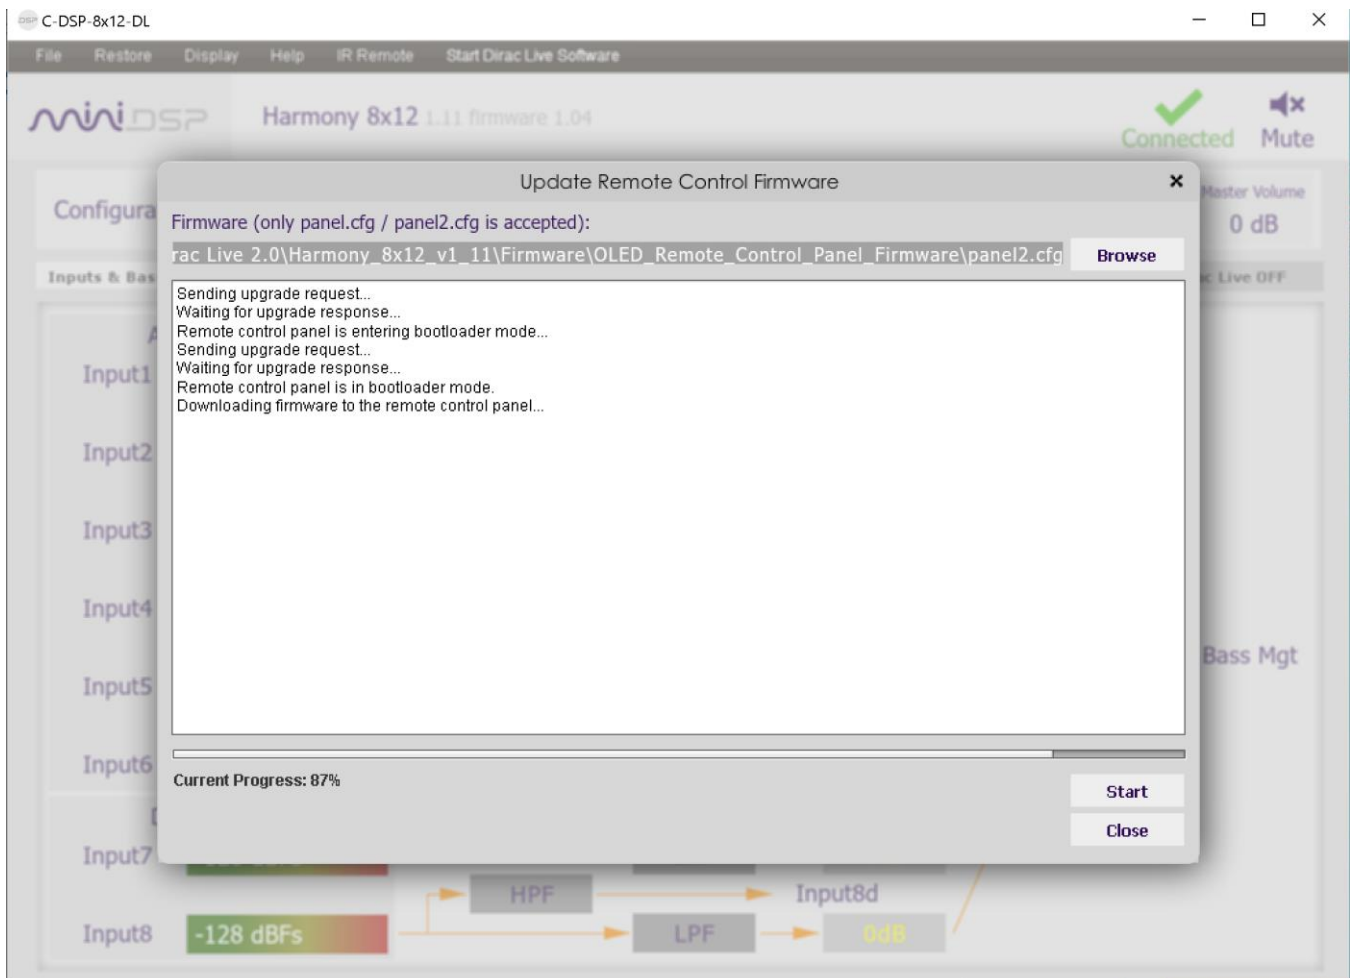 DSP C-DSP-8x12-DL
File Restore Display Help IR Remote Start Dirac Live Software
miniDSP Harmony 8x12 1.11 firmware 1.04
Connected Mute
Update Remote Control Firmware
Configura
Master Volume
0 dB
Firmware (only panel.cfg / panel2.cfg is accepted):
rac Live 2.0\Harmony_8x12_v1_11\Firmware\OLED_Remote_Control_Panel_Firmware\panel2.cfg Browse
Inputs & Bas
ac Live OFF
Sending upgrade request...
Waiting for upgrade response...
Remote control panel is entering bootloader mode...
Sending upgrade request...
Waiting for upgrade response...
Remote control panel is in bootloader mode.
Downloading firmware to the remote control panel...
Input1
Input2
Input3
Input4
Input5
Input6
Bass Mgt
Current Progress: 87%
Start
Close
Input7
HPF Input8d
Input8 -128 dBFs LPF 0dB